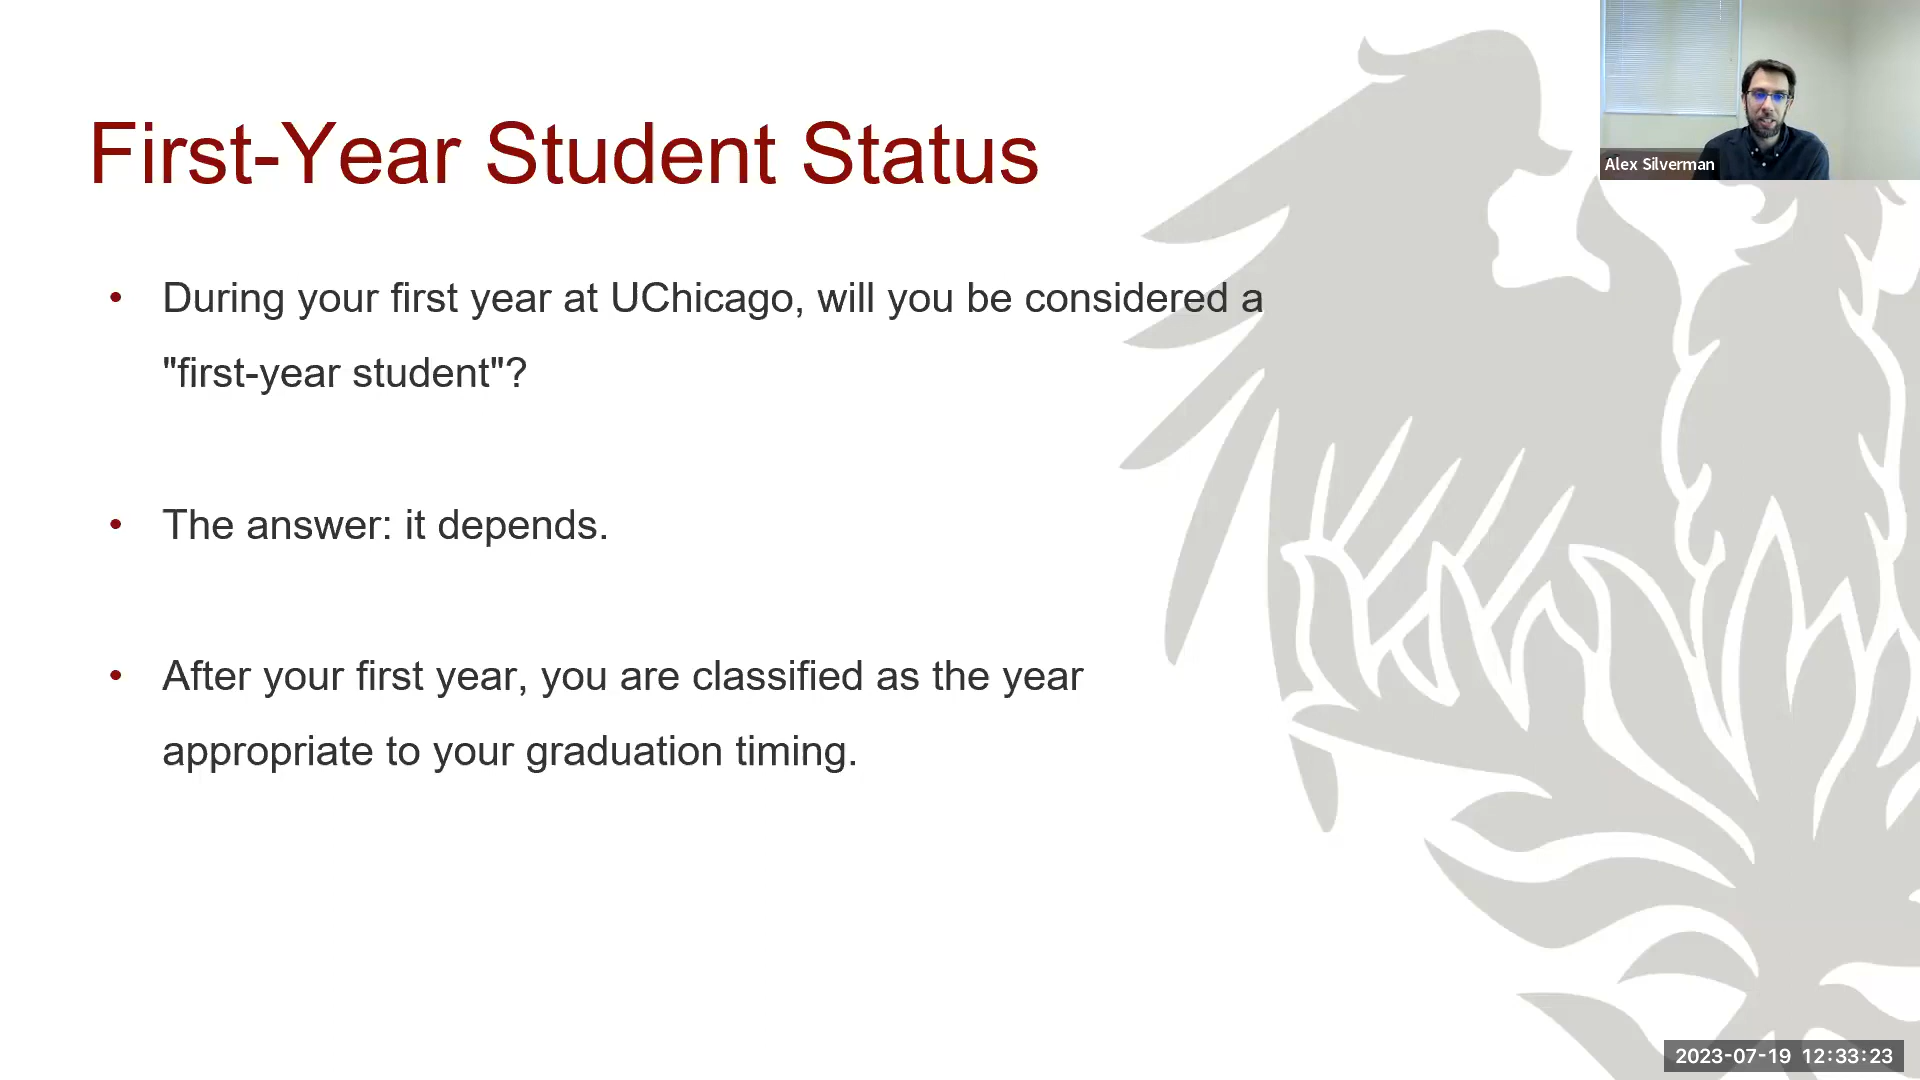 Alex Silverman
First-Year Student Status
• During your first year at UChicago, will you be considered a
"first-year student"?
• The answer: it depends.
• After your first year, you are classified as the year
appropriate to your graduation timing.
2023-07-19 12:33:23